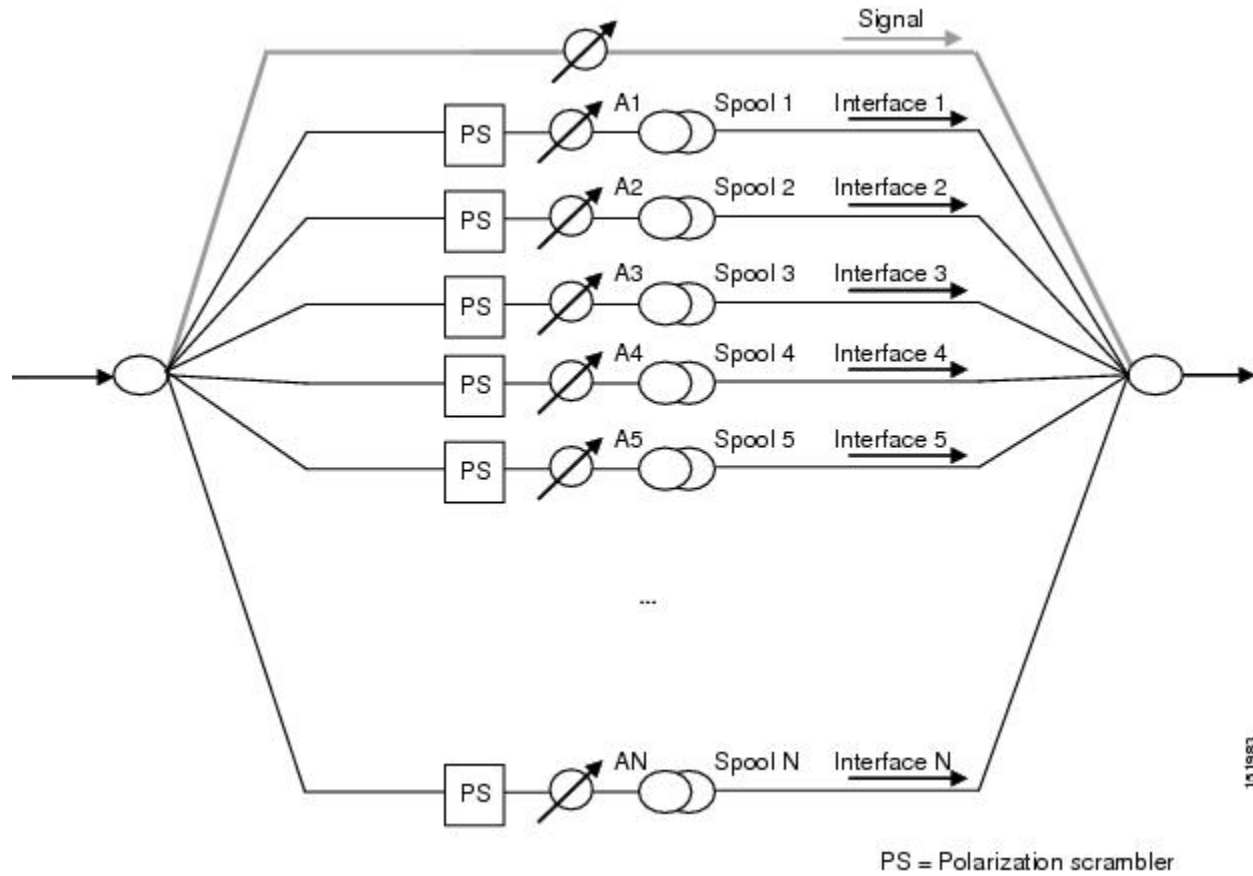 Signal
A1 Spool 1 Interface 1
PS
A2 Spool 2 Interface 2
PS
A3 Spool 3 Interface 3
PS
A4 Spool 4 Interface 4
PS
A5 Spool 5 Interface 5
PS
...
AN Spool N Interface N
PS
151983
PS = Polarization scrambler